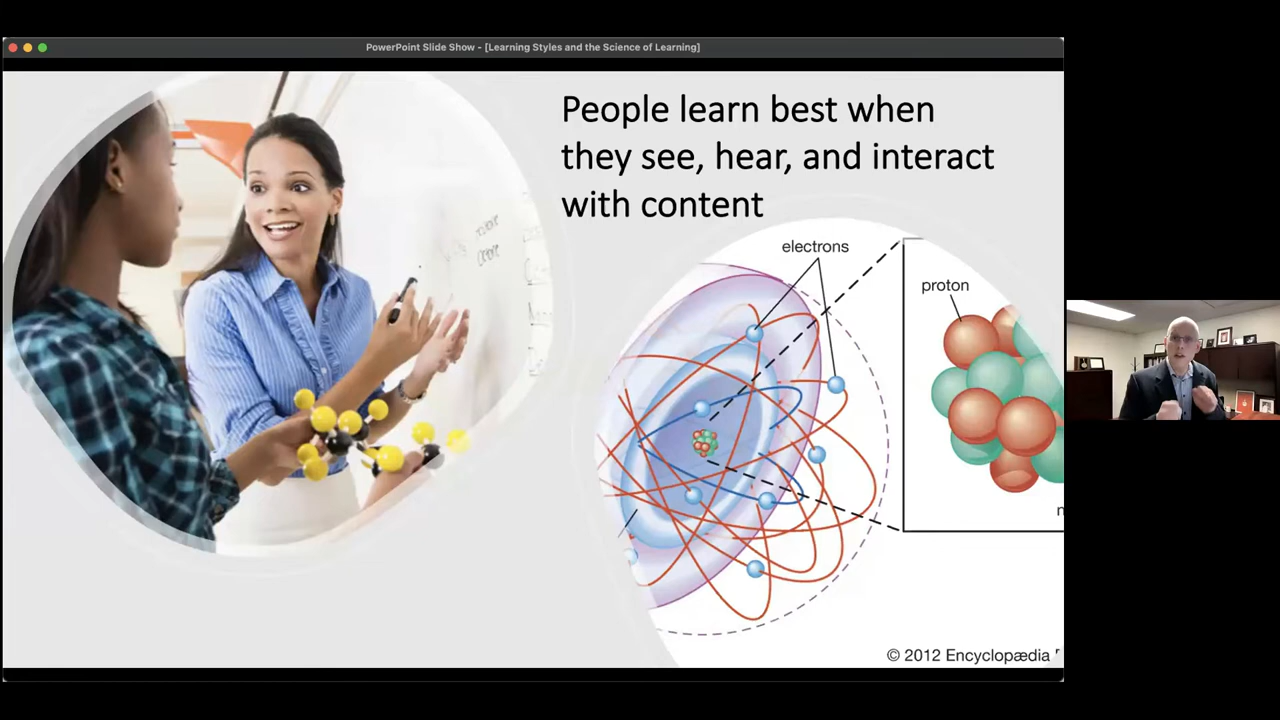 PowerPoint Slide Show - [Learning Styles and the Science of Learning]
People learn best when
they see, hear, and interact
with content
electrons
proton
© 2012 Encyclopædia